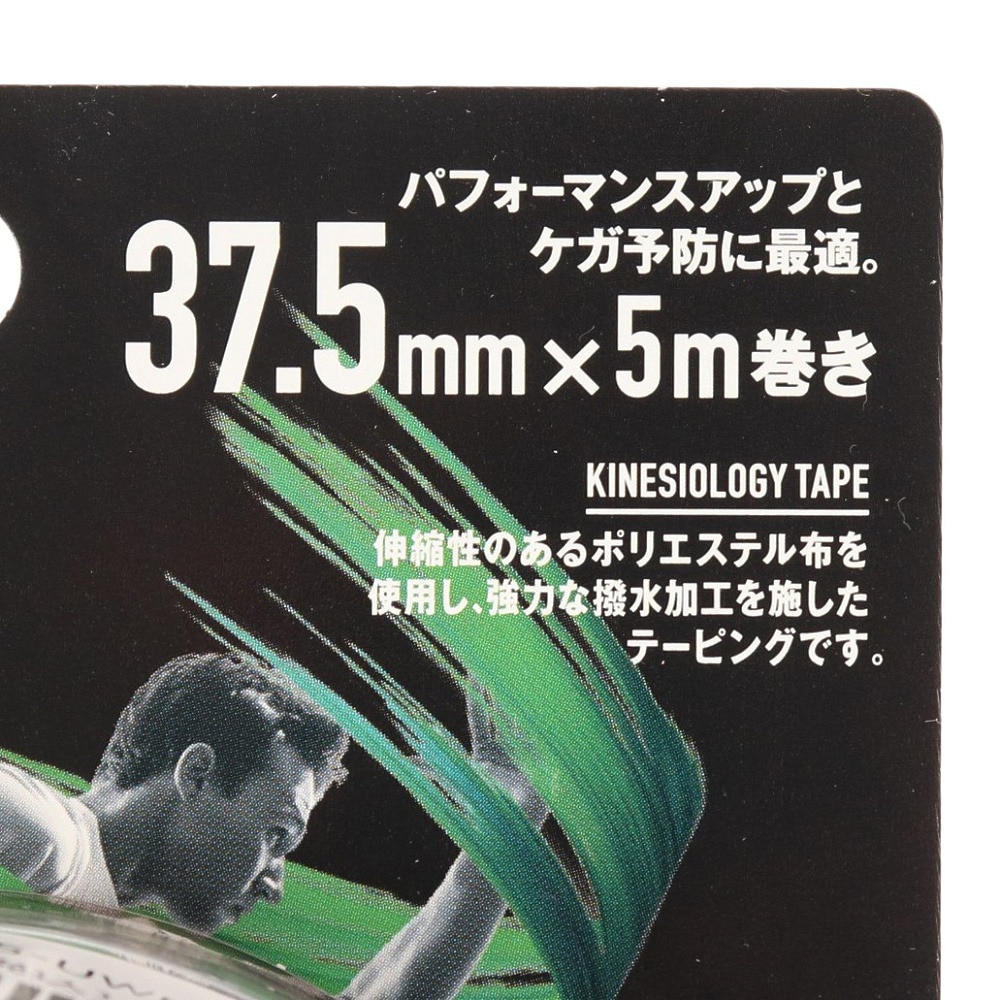 パフォーマンスアップと
ケガ予防に最適。
37.5mm×5m巻き
KINESIOLOGY TAPE
伸縮性のあるポリエステル布を
使用し、強力な撥水加工を施した
テーピングです。